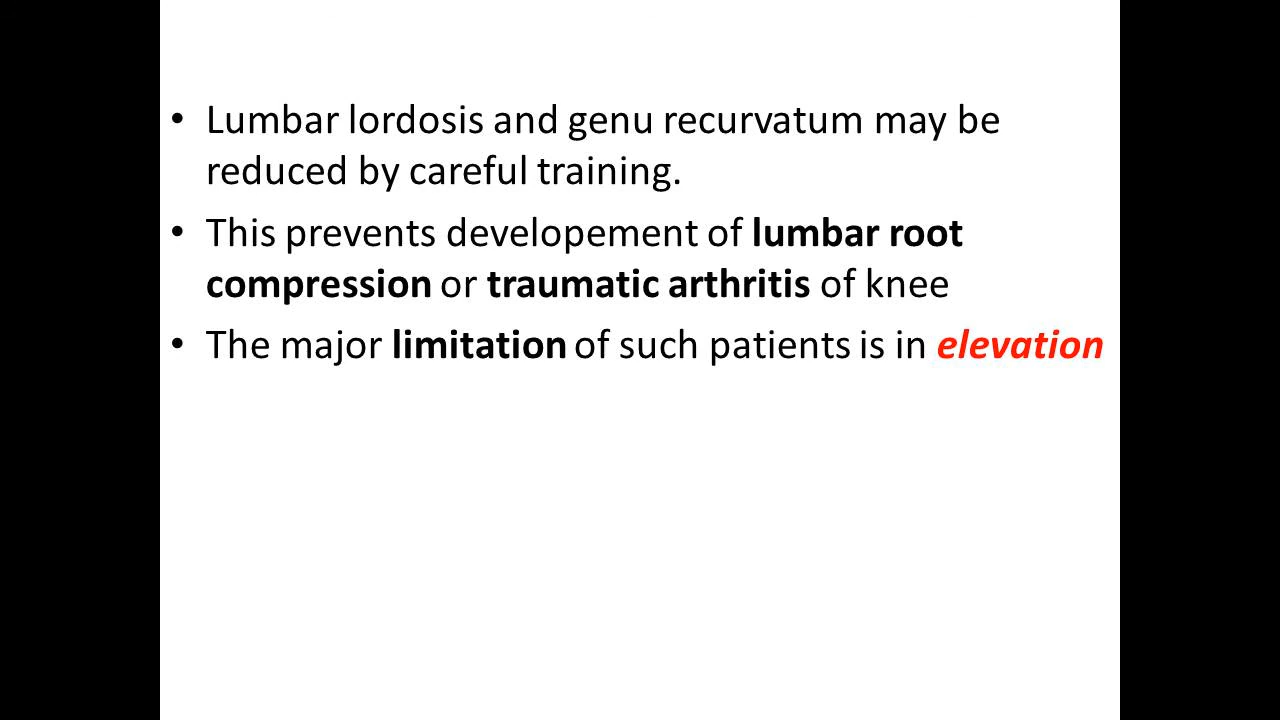 • Lumbar lordosis and genu recurvatum may be
reduced by careful training.
• This prevents developement of lumbar root
compression or traumatic arthritis of knee
• The major limitation of such patients is in elevation